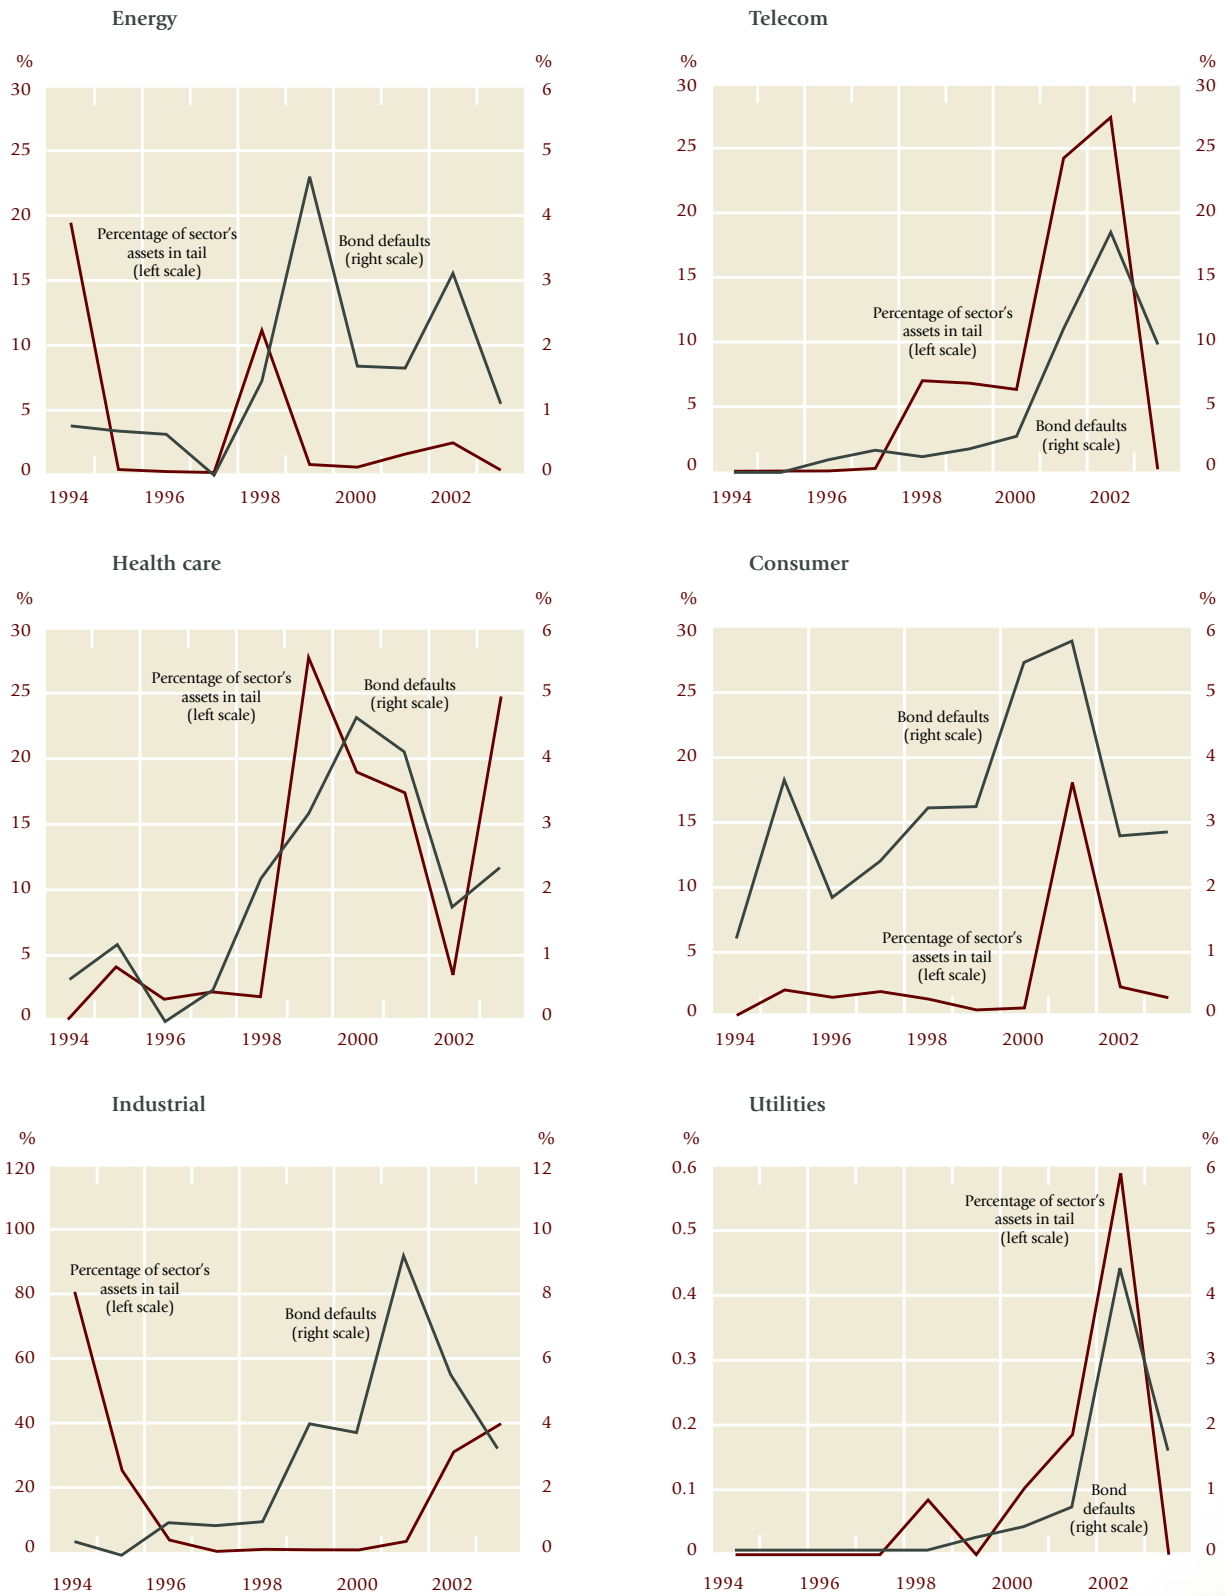 Energy
% %
30 6
25 5
20 4
15 3
10 2
5 1
0 0
Percentage of sector's
assets in tail
(left scale)
Bond defaults
(right scale)
1994 1996 1998 2000 2002
Telecom
% %
30 30
25 25
20 20
15 15
10 10
5 5
0 0
Percentage of sector's
assets in tail
(left scale)
Bond defaults
(right scale)
1994 1996 1998 2000 2002
Health care
% %
30 6
25 5
20 4
15 3
10 2
5 1
0 0
Percentage of sector's
assets in tail
(left scale)
Bond defaults
(right scale)
1994 1996 1998 2000 2002
Consumer
% %
30 6
25 5
20 4
15 3
10 2
5 1
0 0
Bond defaults
(right scale)
Percentage of sector's
assets in tail
(left scale)
1994 1996 1998 2000 2002
Industrial
% %
120 12
100 10
80 8
60 6
40 4
20 2
0 0
Percentage of sector's
assets in tail
(left scale)
Bond defaults
(right scale)
1994 1996 1998 2000 2002
Utilities
% %
0.6 6
0.5 5
0.4 4
0.3 3
0.2 2
0.1 1
0 0
Percentage of sector's
assets in tail
(left scale)
Bond
defaults
(right scale)
1994 1996 1998 2000 2002